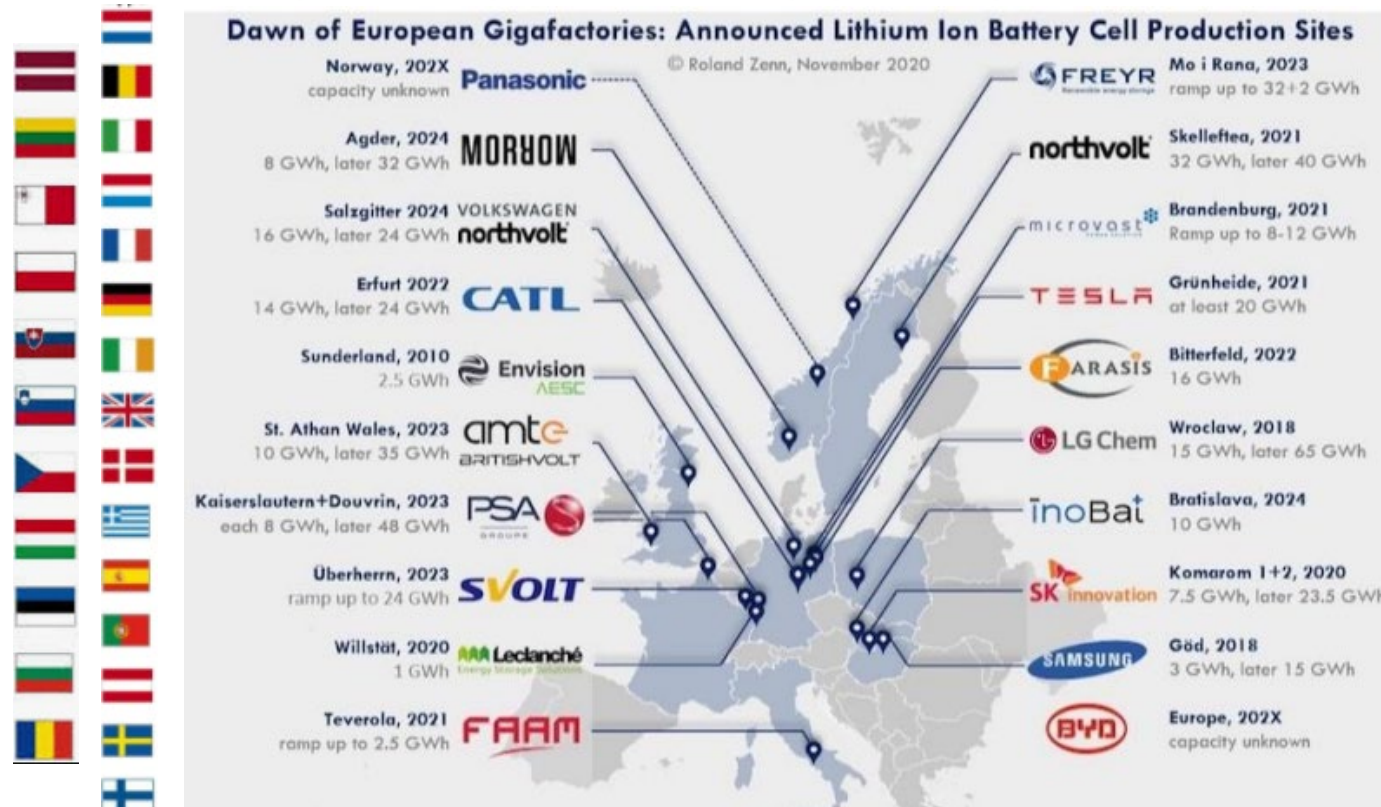 Dawn of European Gigafactories: Announced Lithium Ion Battery Cell Production Sites
© Roland Zenn, November 2020
Norway, 202X
capacity unknown
Panasonic
Agder, 2024
8 GWh, later 32 GWh
MORROW
Salzgitter 2024
16 GWh, later 24 GWh
VOLKSWAGEN
northvolt
Erfurt 2022
14 GWh, later 24 GWh
CATL
Sunderland, 2010
2.5 GWh
Envision
AESC
St. Athan Wales, 2023
10 GWh, later 35 GWh
amte
BRITISHVOLT
Kaiserslautern+Douvrin, 2023
each 8 GWh, later 48 GWh
PSA
GROUPE
Überherrn, 2023
ramp up to 24 GWh
SVOLT
Willstät, 2020
1 GWh
Leclanché
Energy Storage Solutions
Teverola, 2021
ramp up to 2.5 GWh
FAAM
FREYR
Renewable energy storage
Mo i Rana, 2023
ramp up to 32+2 GWh
northvolt
Skelleftea, 2021
32 GWh, later 40 GWh
microvast
Brandenburg, 2021
Ramp up to 8-12 GWh
TESLA
Grünheide, 2021
at least 20 GWh
FARASIS
Bitterfeld, 2022
16 GWh
LG Chem
Wroclaw, 2018
15 GWh, later 65 GWh
inoBat
Bratislava, 2024
10 GWh
SK innovation
Komarom 1+2, 2020
7.5 GWh, later 23.5 GWh
SAMSUNG
Göd, 2018
3 GWh, later 15 GWh
BYD
Europe, 202X
capacity unknown